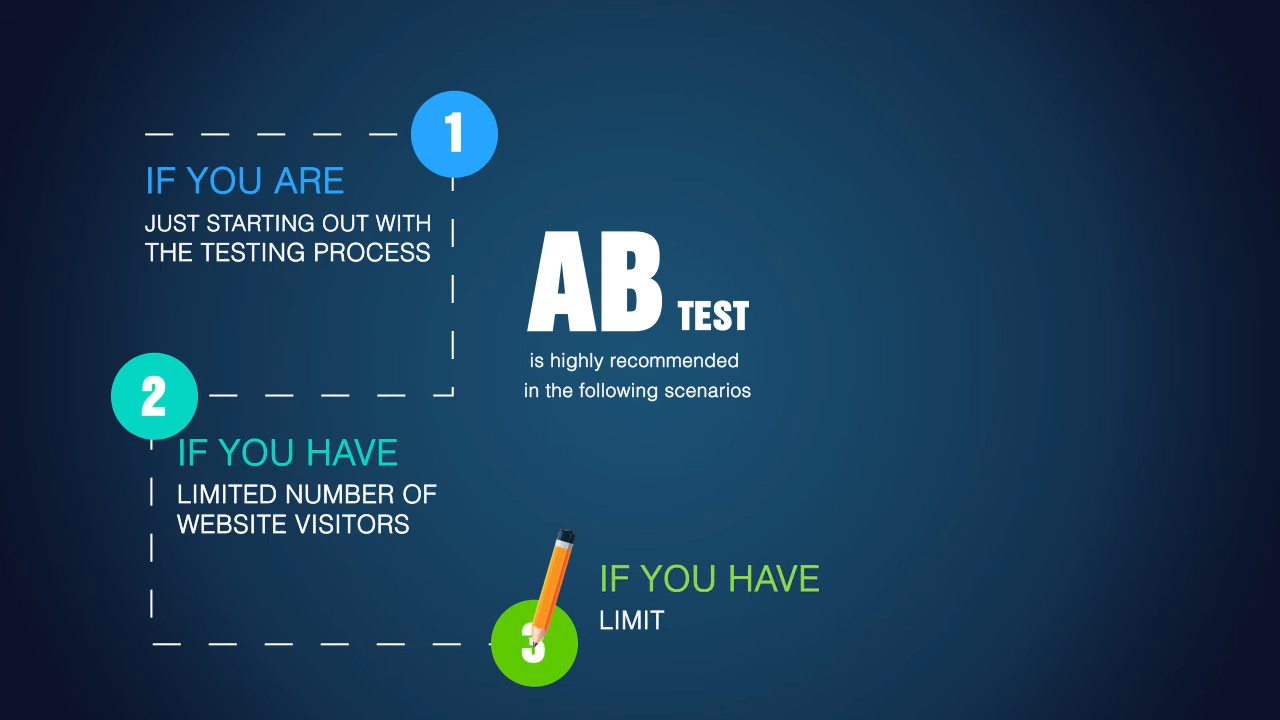 1
IF YOU ARE
JUST STARTING OUT WITH
THE TESTING PROCESS
AB TEST
is highly recommended
in the following scenarios
2
IF YOU HAVE
LIMITED NUMBER OF
WEBSITE VISITORS
3
IF YOU HAVE
LIMIT